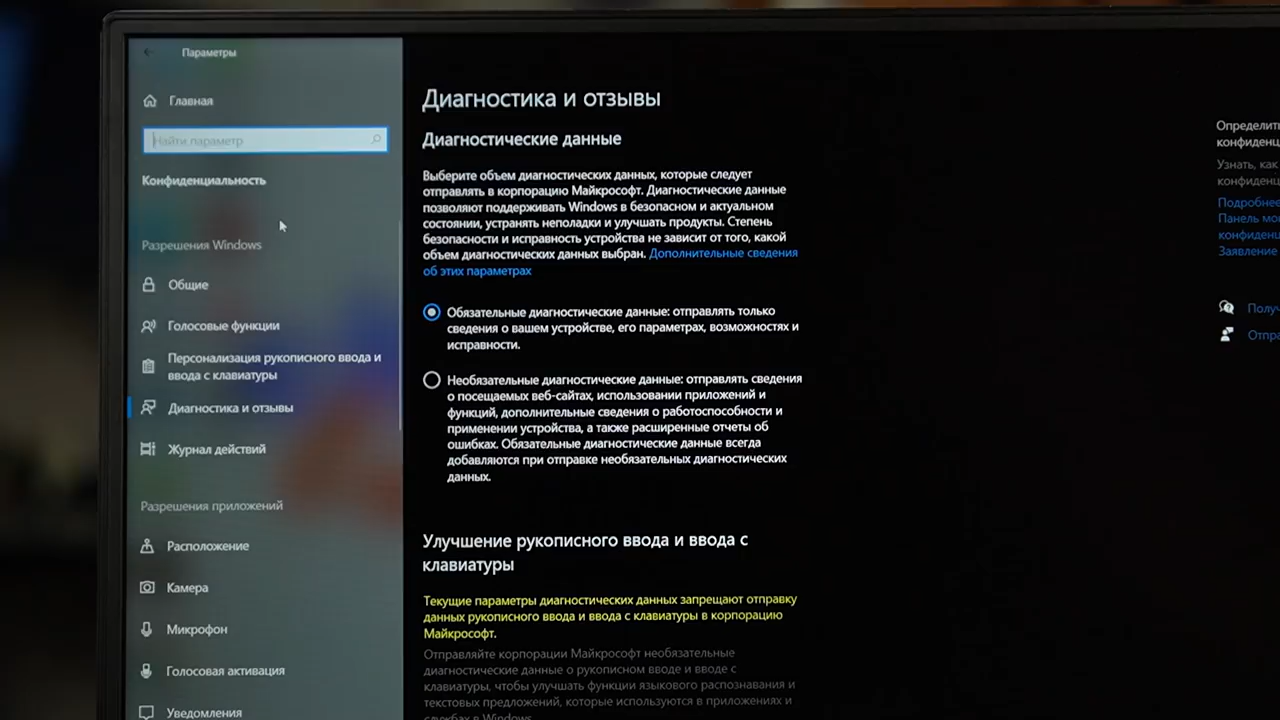 Параметры
Главная
Найти параметр
Конфиденциальность
Разрешения Windows
Общие
Голосовые функции
Персонализация рукописного ввода и
ввода с клавиатуры
Диагностика и отзывы
Журнал действий
Разрешения приложений
Расположение
Камера
Микрофон
Голосовая активация
Уведомления
Диагностика и отзывы
Диагностические данные
Выберите объем диагностических данных, которые следует
отправлять в корпорацию Майкрософт. Диагностические данные
позволяют поддерживать Windows в безопасном и актуальном
состоянии, устранять неполадки и улучшать продукты. Степень
безопасности и исправность устройства не зависит от того, какой
объем диагностических данных выбран. Дополнительные сведения
об этих параметрах
Обязательные диагностические данные: отправлять только
сведения о вашем устройстве, его параметрах, возможностях и
исправности.
Необязательные диагностические данные: отправлять сведения
о посещаемых веб-сайтах, использовании приложений и
функций, дополнительные сведения о работоспособности и
применении устройства, а также расширенные отчеты об
ошибках. Обязательные диагностические данные всегда
добавляются при отправке необязательных диагностических
данных.
Улучшение рукописного ввода и ввода с
клавиатуры
Текущие параметры диагностических данных запрещают отправку
данных рукописного ввода и ввода с клавиатуры в корпорацию
Майкрософт.
Отправляйте корпорации Майкрософт необязательные
диагностические данные о рукописном вводе и вводе с
клавиатуры, чтобы улучшать функции языкового распознавания и
текстовых предложений, которые используются в приложениях и
службах в Windows.
Определить
конфиденц
Узнать, как
конфиденц
Подробнее
Панель мо
конфиденц
Заявление
Получ
Отпра